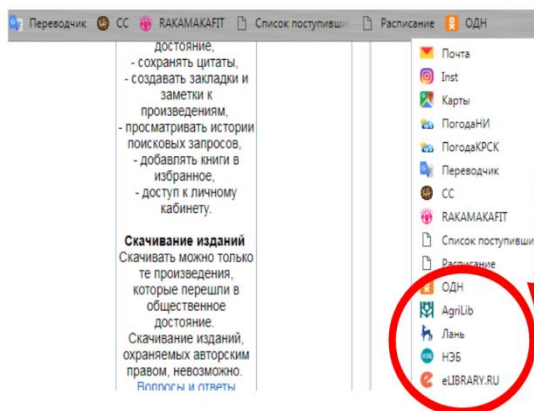 Переводчик СС RAKAMAKAFIT Список поступивши Расписание ОДН
достояние,
- сохранять цитаты,
- создавать закладки и
заметки к
произведениям,
- просматривать истории
поисковых запросов,
- добавлять книги в
избранное,
- доступ к личному
кабинету.
Скачивание изданий
Скачивать можно только
те произведения,
которые перешли в
общественное
достояние.
Скачивание изданий,
охраняемых авторским
правом, невозможно.
Вопросы и ответы
Почта
Inst
Карты
ПогодаНИ
ПогодаКРСК
Переводчик
СС
RAKAMAKAFIT
Список поступивши
Расписание
ОДН
AgriLib
Лань
НЭБ
eLIBRARY.RU